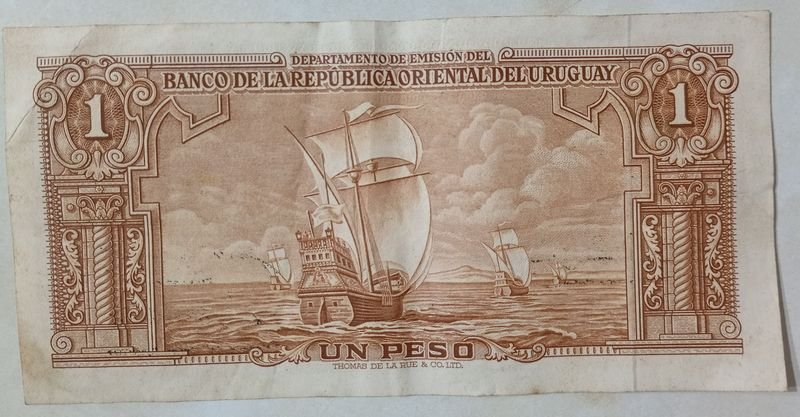 DEPARTAMENTO DE EMISIÓN DEL
BANCO DE LA REPÚBLICA ORIENTAL DEL URUGUAY
1
1
UN PESO
THOMAS DE LA RUE & CO. LTD.